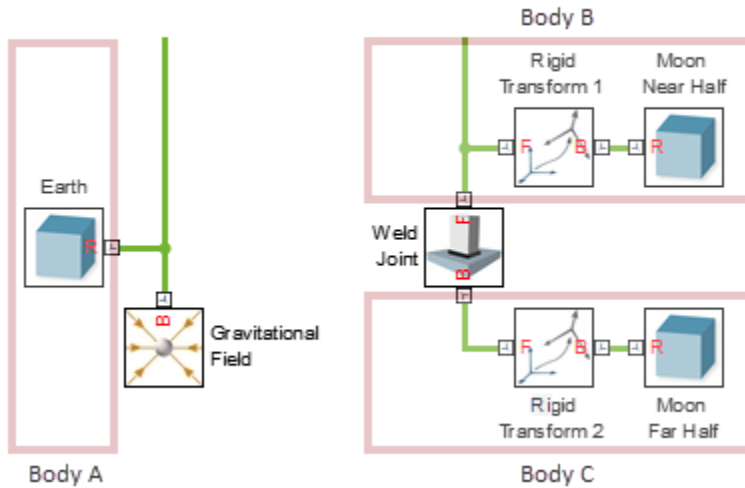 Body B
Rigid
Transform 1
Moon
Near Half
F
B
R
Earth
R
Weld
Joint
F
B
B
Gravitational
Field
F
B
R
Rigid
Transform 2
Moon
Far Half
Body A
Body C